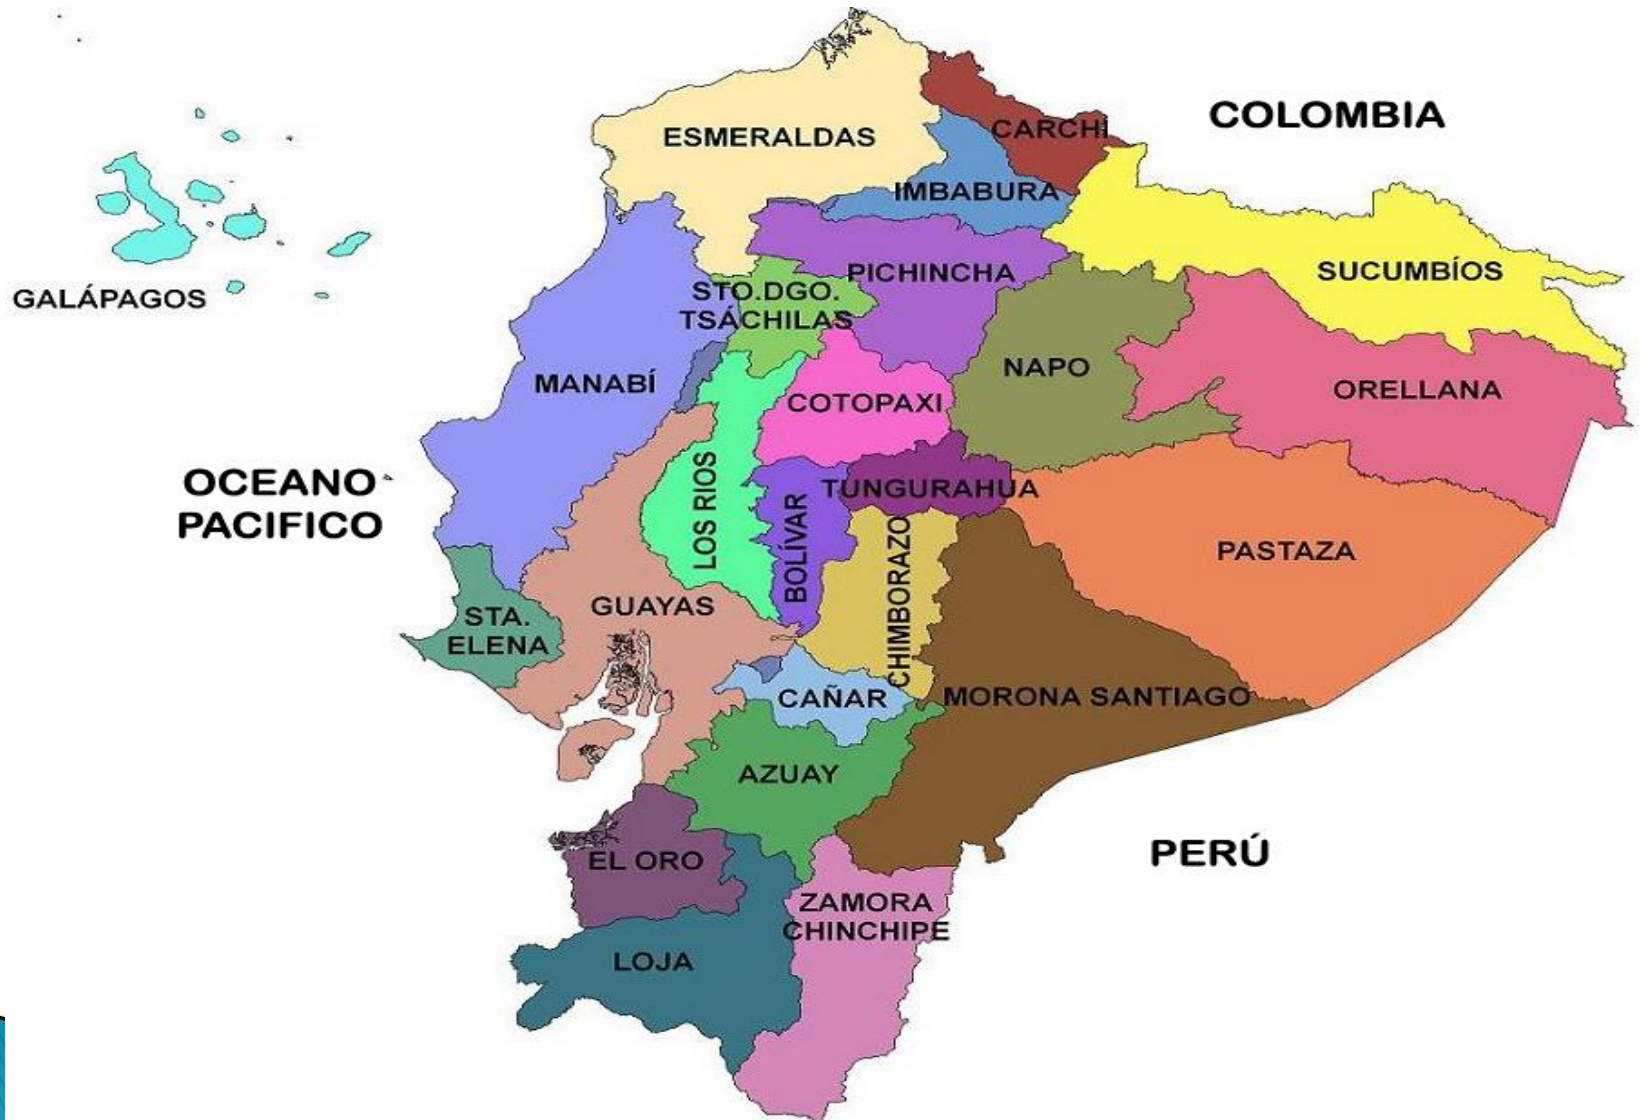 COLOMBIA
CARCHI
ESMERALDAS
IMBABURA
SUCUMBÍOS
PICHINCHA
GALÁPAGOS
STO.DGO.
TSÁCHILAS
NAPO
MANABÍ
ORELLANA
COTOPAXI
OCEANO
PACIFICO
TUNGURAHUA
LOS RIOS
BOLÍVAR
CHIMBORAZO
PASTAZA
GUAYAS
STA.
ELENA
CAÑAR
MORONA SANTIAGO
AZUAY
PERÚ
EL ORO
ZAMORA
CHINCHIPE
LOJA